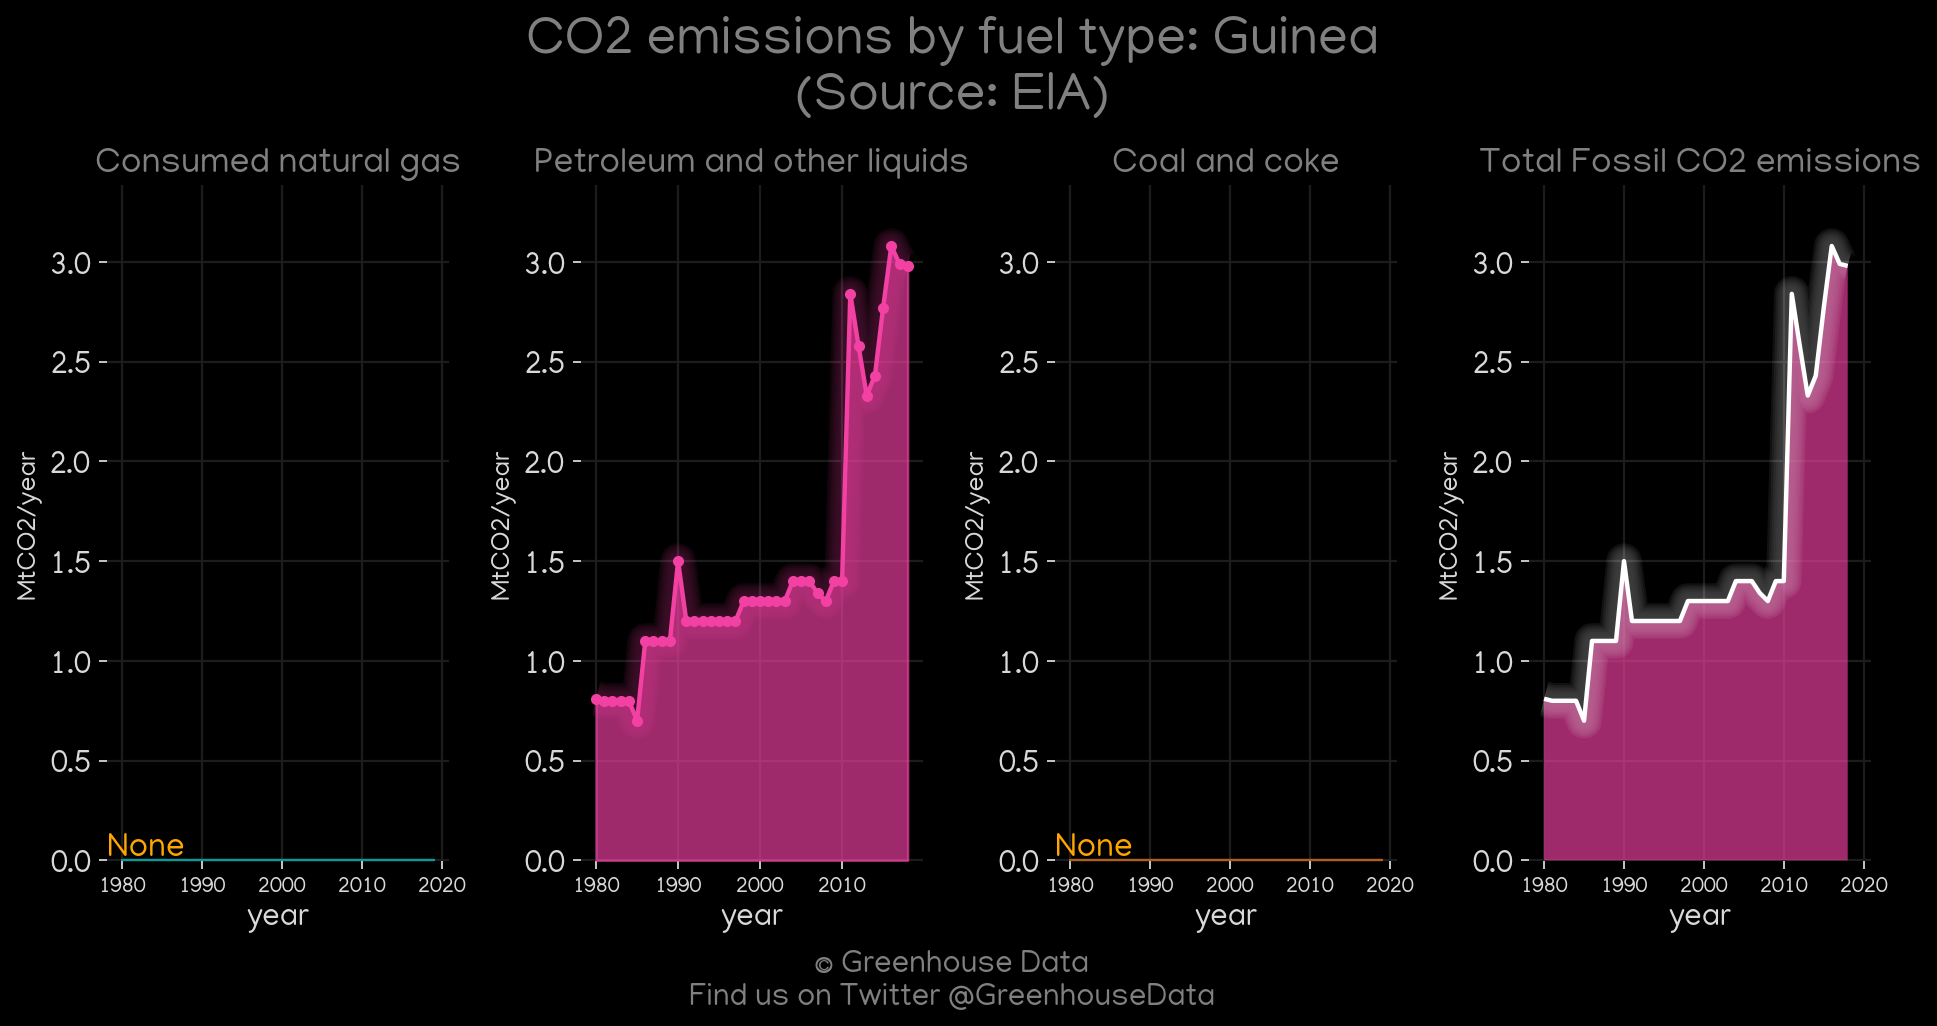 CO2 emissions by fuel type: Guinea
(Source: EIA)
Consumed natural gas
Petroleum and other liquids
Coal and coke
Total Fossil CO2 emissions
MtCO2/year
3.0
2.5
2.0
1.5
1.0
0.5
0.0
None
1980 1990 2000 2010 2020
year
MtCO2/year
3.0
2.5
2.0
1.5
1.0
0.5
0.0
1980 1990 2000 2010
year
MtCO2/year
3.0
2.5
2.0
1.5
1.0
0.5
0.0
None
1980 1990 2000 2010 2020
year
MtCO2/year
3.0
2.5
2.0
1.5
1.0
0.5
0.0
1980 1990 2000 2010 2020
year
© Greenhouse Data
Find us on Twitter @GreenhouseData